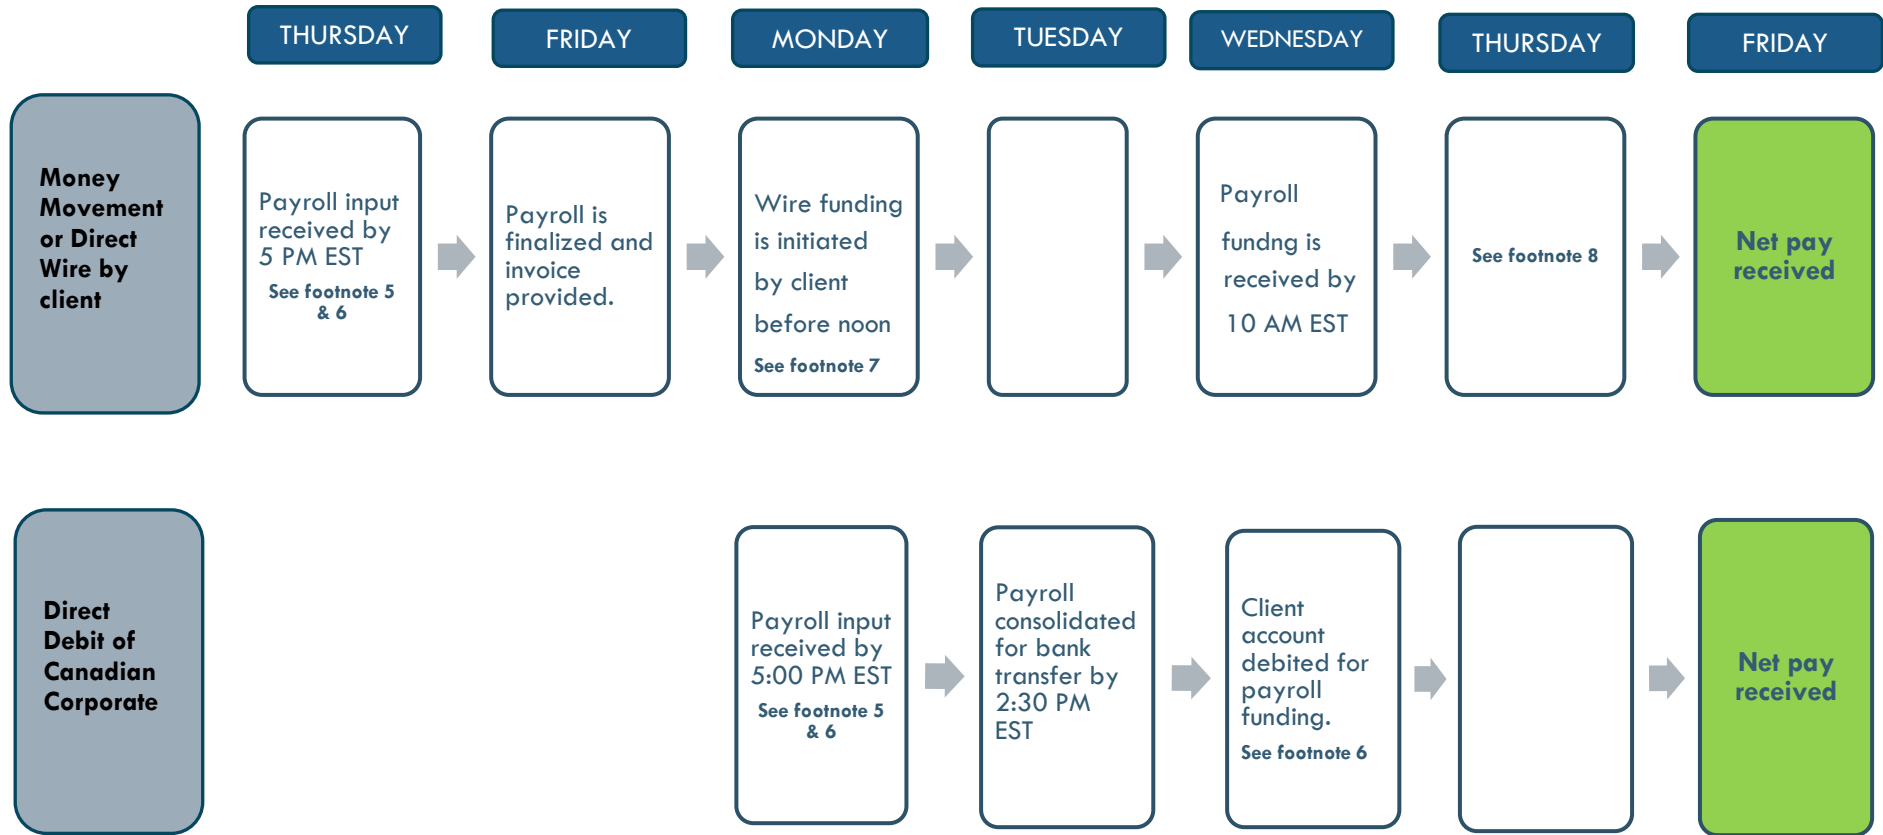 THURSDAY
FRIDAY
MONDAY
TUESDAY
WEDNESDAY
THURSDAY
FRIDAY
Money
Movement
or Direct
Wire by
client
Payroll input
received by
5 PM EST
See footnote 5
& 6
Payroll is
finalized and
invoice
provided.
Wire funding
is initiated
by client
before noon
See footnote 7
Payroll
fundng is
received by
10 AM EST
See footnote 8
Net pay
received
Direct
Debit of
Canadian
Corporate
Payroll input
received by
5:00 PM EST
See footnote 5
& 6
Payroll
consolidated
for bank
transfer by
2:30 PM
EST
Client
account
debited for
payroll
funding.
See footnote 6
Net pay
received